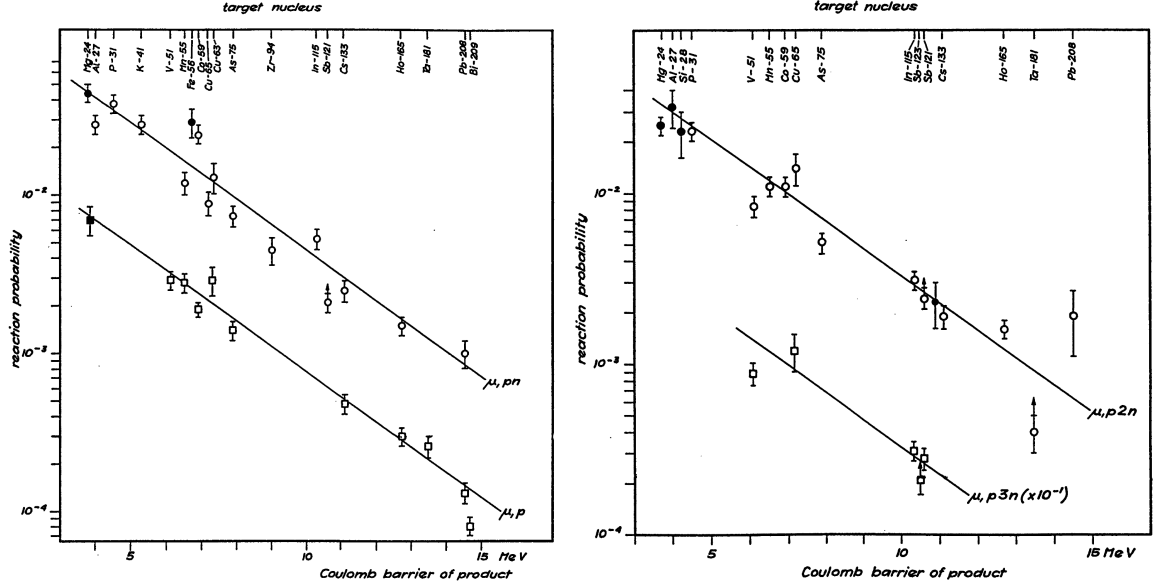 target nucleus
Mg-24
Al-27
P-31
K-41
V-51
Mn-55
Fe-56
Co-59
Cu-65
Cu-63
As-75
Zr-94
In-115
Sb-121
Cs-133
Ho-165
Ta-181
Pb-208
Bi-209
10⁻²
10⁻³
10⁻⁴
reaction probability
μ,pn
μ,p
5
10
15 MeV
Coulomb barrier of product
target nucleus
Mg-24
Al-27
Si-28
P-31
V-51
Mn-55
Co-59
Cu-65
As-75
In-115
Sb-123
Sb-121
Cs-133
Ho-165
Ta-181
Pb-208
10⁻²
10⁻³
10⁻⁴
reaction probability
μ,p2n
μ,p3n(x10⁻¹)
5
10
15 MeV
Coulomb barrier of product